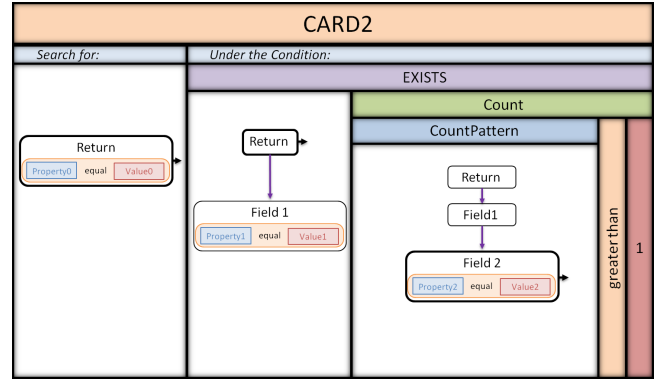 CARD2
Search for:
Under the Condition:
EXISTS
Count
CountPattern
Return
Property0 equal Value0
Return
Field 1
Property1 equal Value1
Return
Field1
Field 2
Property2 equal Value2
greater than
1